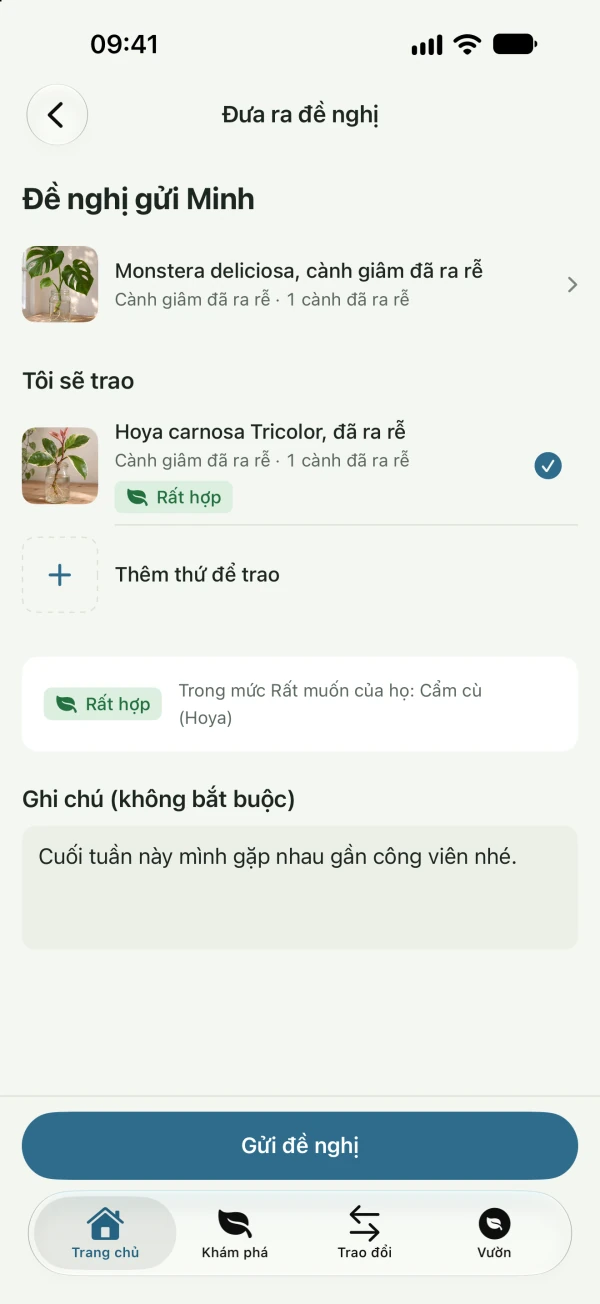 09:41
Đưa ra đề nghị
Đề nghị gửi Minh
Monstera deliciosa, cành giâm đã ra rễ
Cành giâm đã ra rễ · 1 cành đã ra rễ
Tôi sẽ trao
Hoya carnosa Tricolor, đã ra rễ
Cành giâm đã ra rễ · 1 cành đã ra rễ
Rất hợp
Thêm thứ để trao
Rất hợp
Trong mức Rất muốn của họ: Cẩm cù
(Hoya)
Ghi chú (không bắt buộc)
Cuối tuần này mình gặp nhau gần công viên nhé.
Gửi đề nghị
Trang chủ
Khám phá
Trao đổi
Vườn